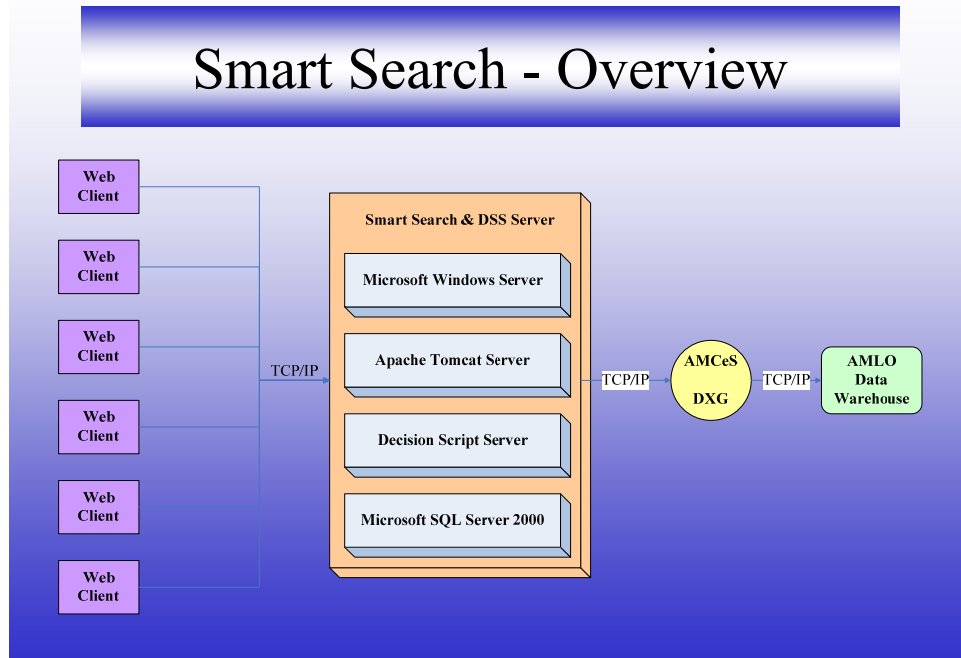 Smart Search - Overview
Web
Client
Web
Client
Web
Client
Web
Client
Web
Client
Web
Client
TCP/IP
Smart Search & DSS Server
Microsoft Windows Server
Apache Tomcat Server
Decision Script Server
Microsoft SQL Server 2000
TCP/IP
AMCeS
DXG
TCP/IP
AMLO
Data
Warehouse